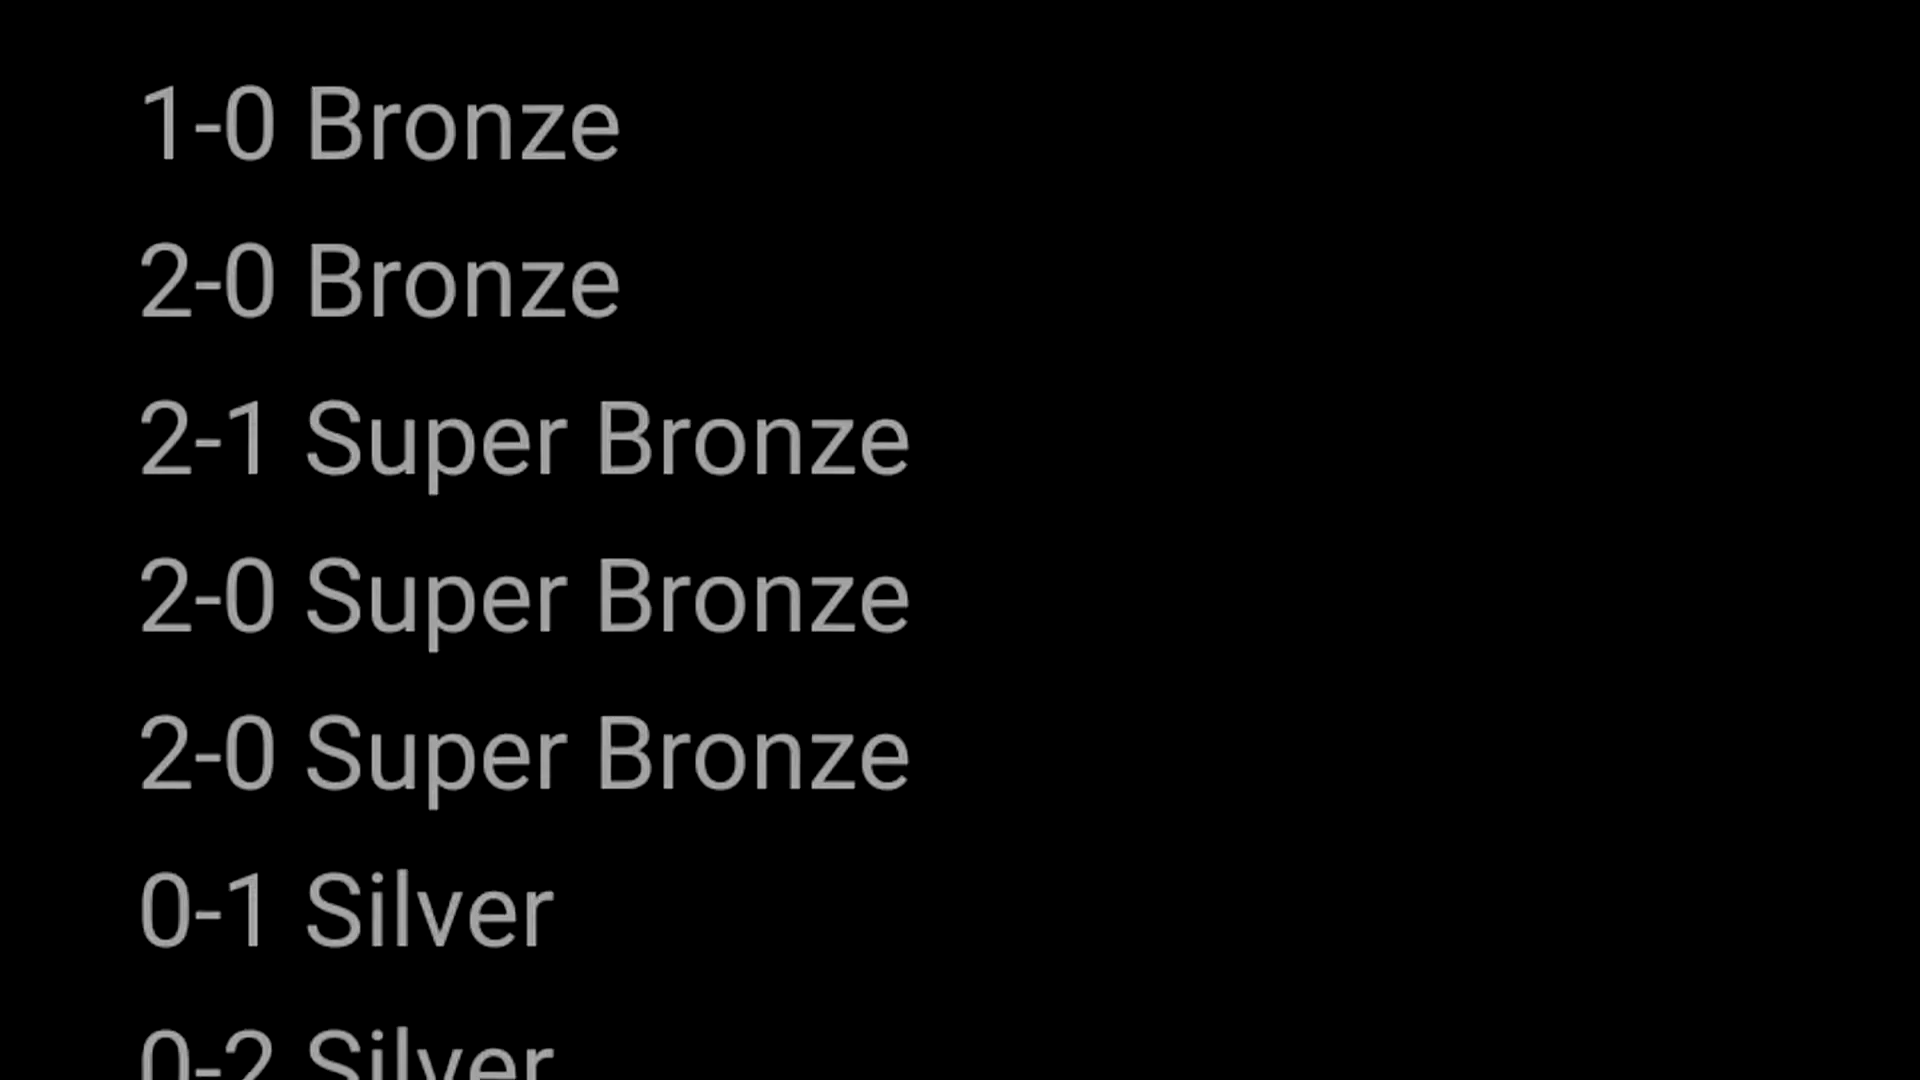 1-0 Bronze
2-0 Bronze
2-1 Super Bronze
2-0 Super Bronze
2-0 Super Bronze
0-1 Silver
0-2 Silver